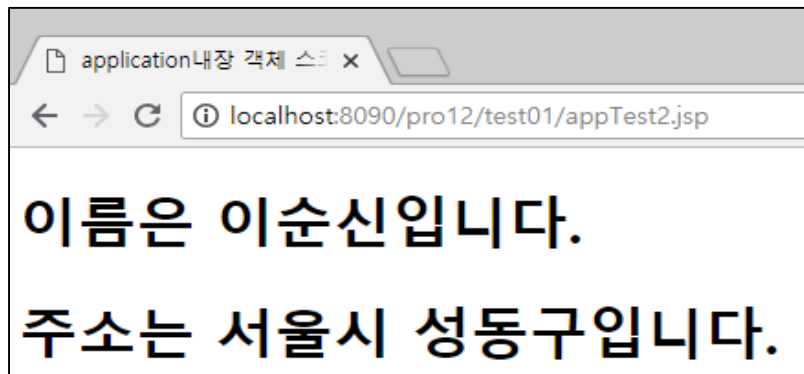 application내장 객체 스
localhost:8090/pro12/test01/appTest2.jsp
이름은 이순신입니다.
주소는 서울시 성동구입니다.